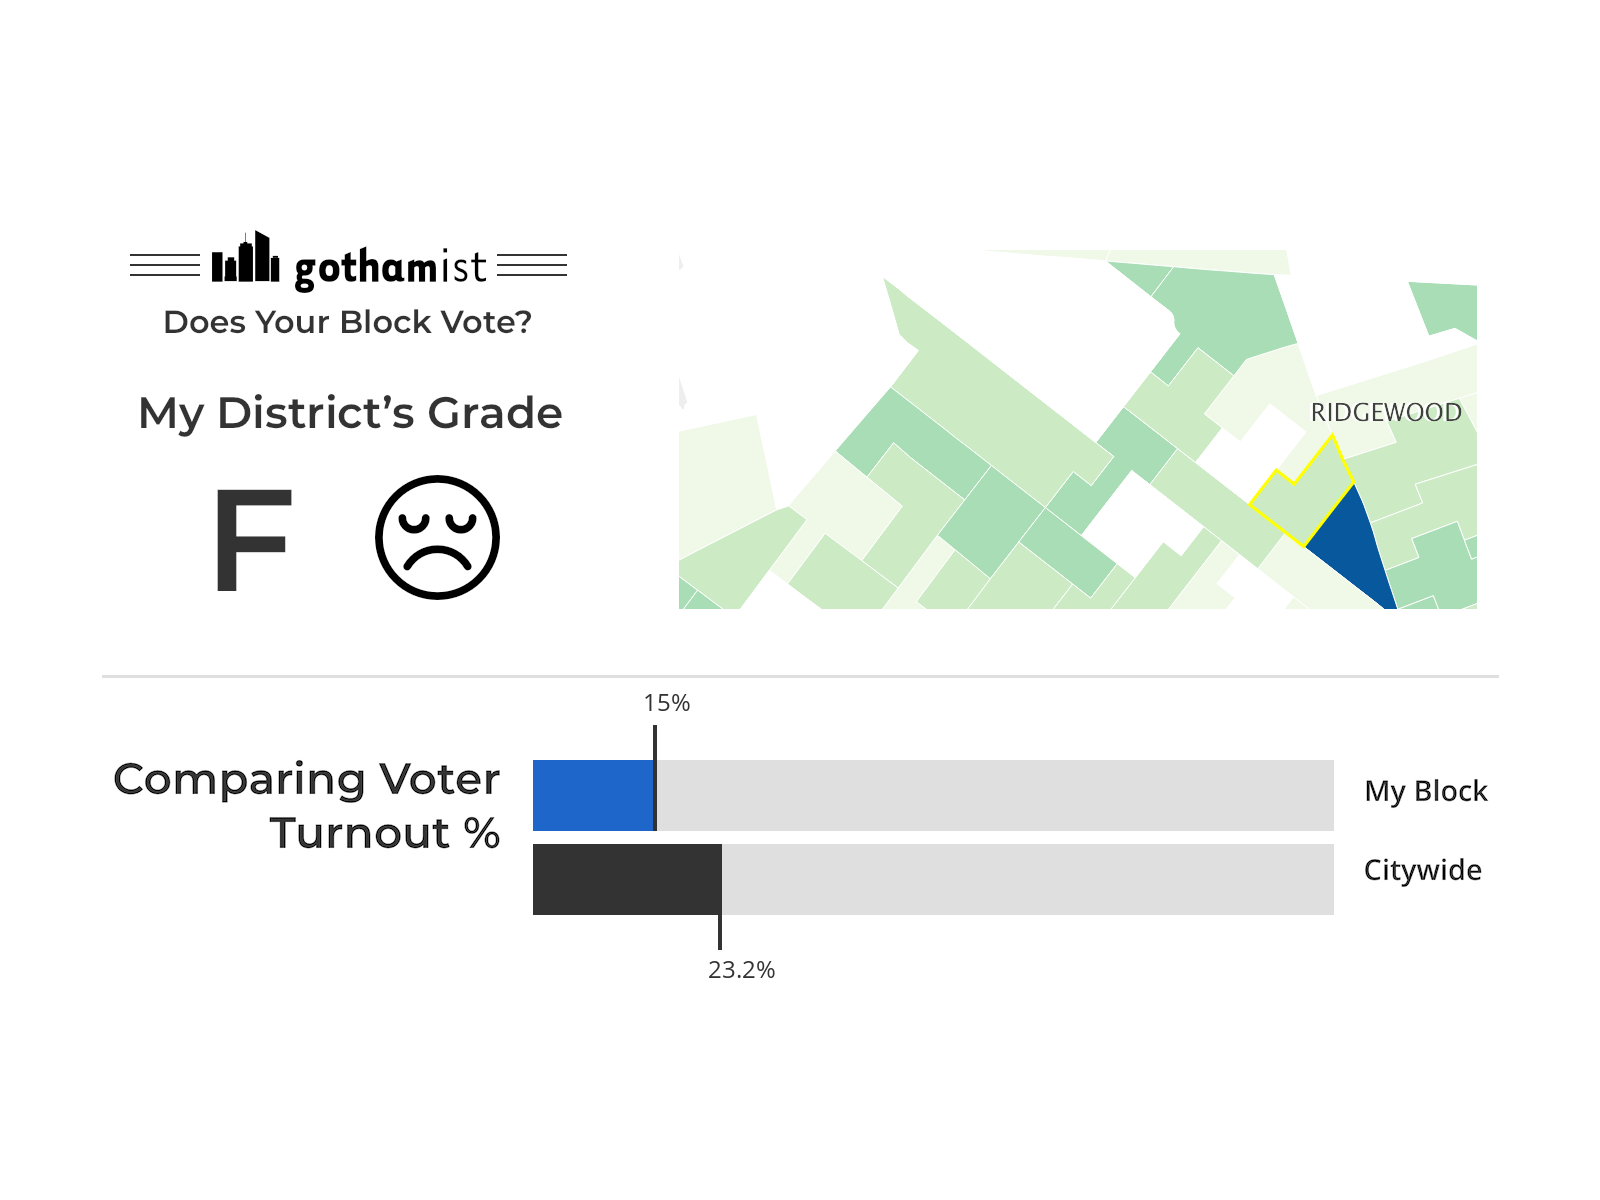 gothamist
Does Your Block Vote?
My District’s Grade
F
RIDGEWOOD
15%
Comparing Voter
Turnout %
My Block
Citywide
23.2%